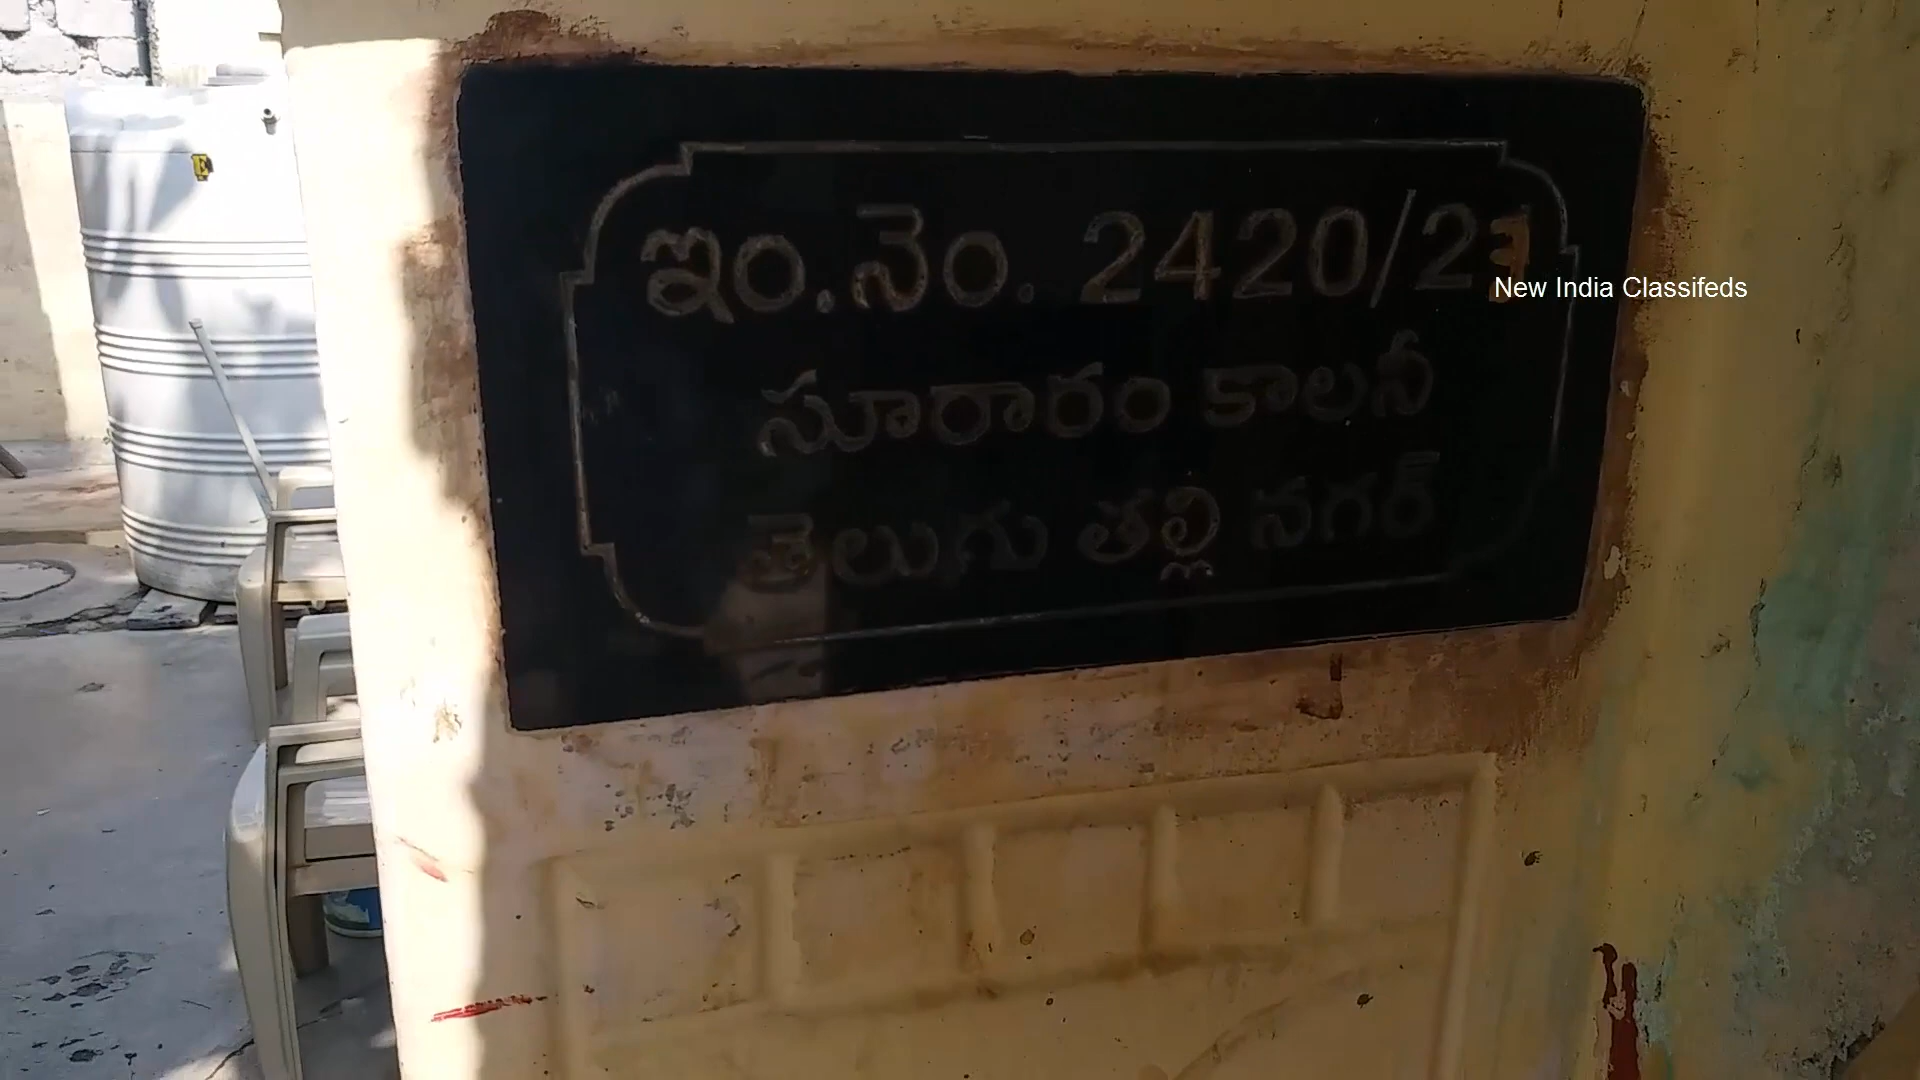 E
ఇం.నెం. 2420/2
New India Classifeds
సూరారం కాలనీ
తెలుగు తల్లి నగర్